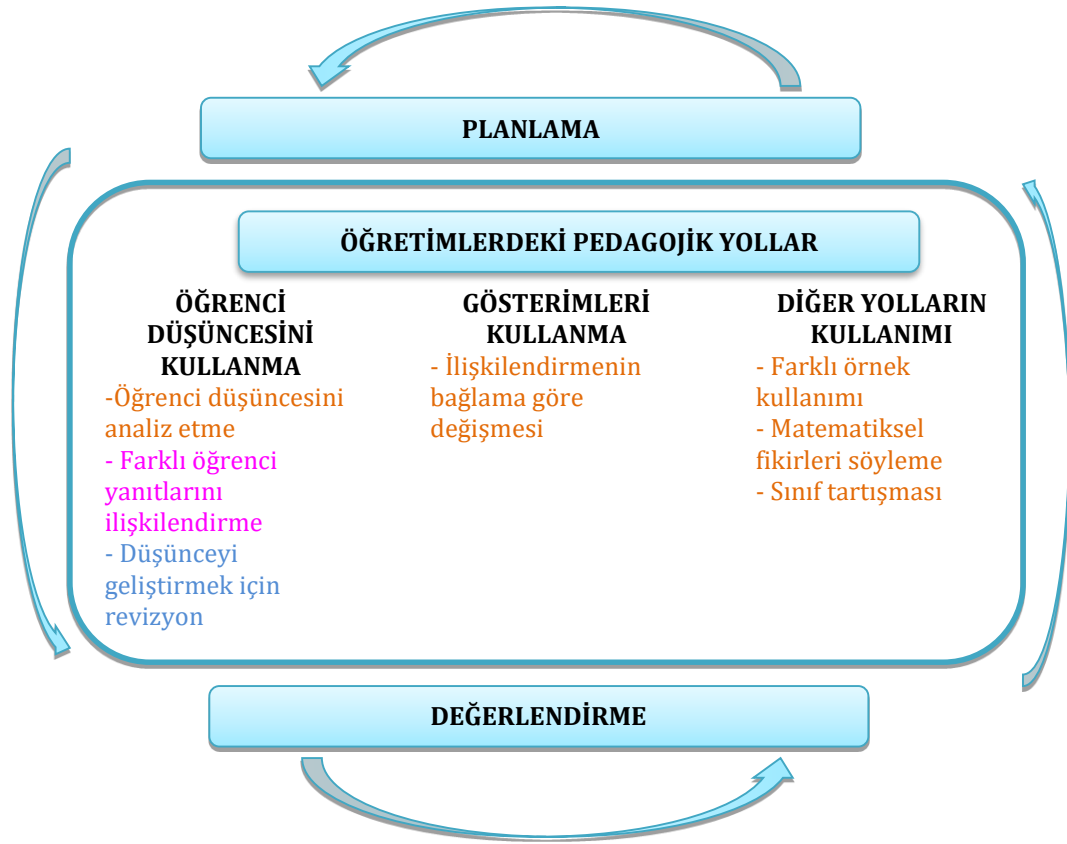 PLANLAMA
ÖĞRETİMLERDEKİ PEDAGOJİK YOLLAR
ÖĞRENCİ
DÜŞÜNCESİNİ
KULLANMA
-Öğrenci düşüncesini
analiz etme
- Farklı öğrenci
yanıtlarını
ilişkilendirme
- Düşünceyi
geliştirmek için
revizyon
GÖSTERİMLERİ
KULLANMA
- İlişkilendirmenin
bağlama göre
değişmesi
DİĞER YOLLARIN
KULLANIMI
- Farklı örnek
kullanımı
- Matematiksel
fikirleri söyleme
- Sınıf tartışması
DEĞERLENDİRME